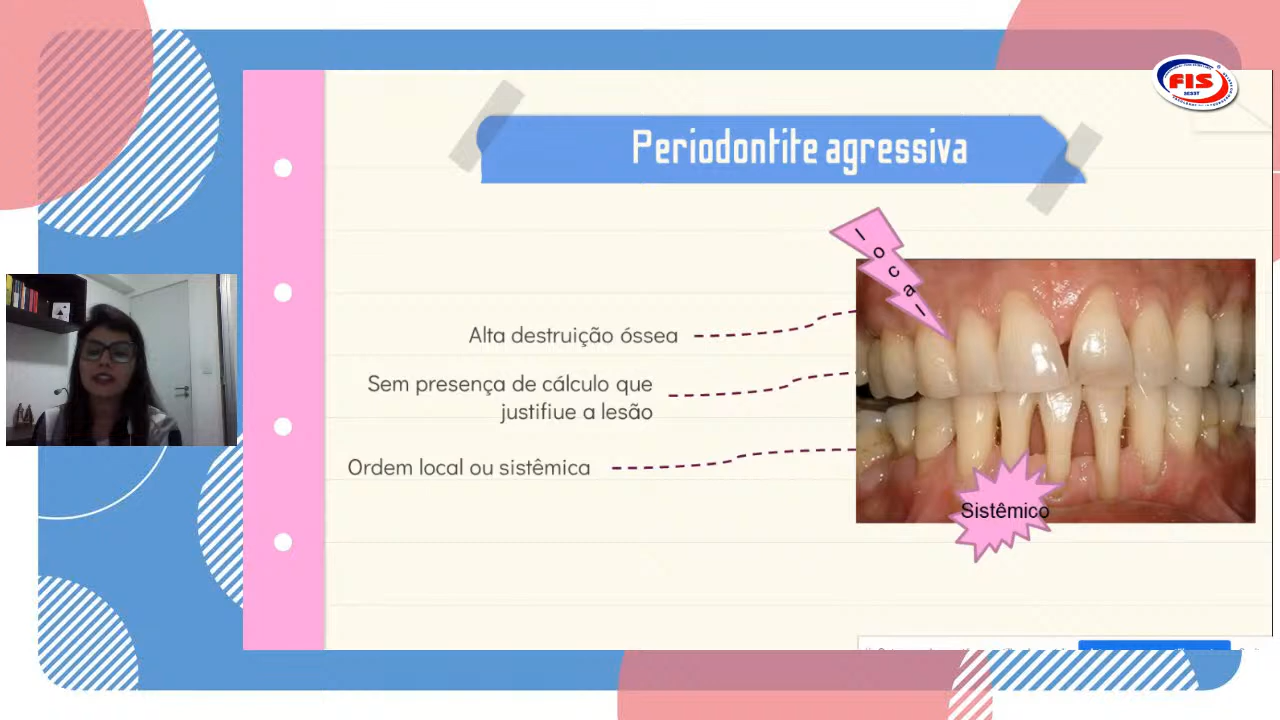 FIS
Periodontite agressiva
local
Alta destruição óssea
Sem presença de cálculo que
justifiue a lesão
Ordem local ou sistêmica
Sistêmico